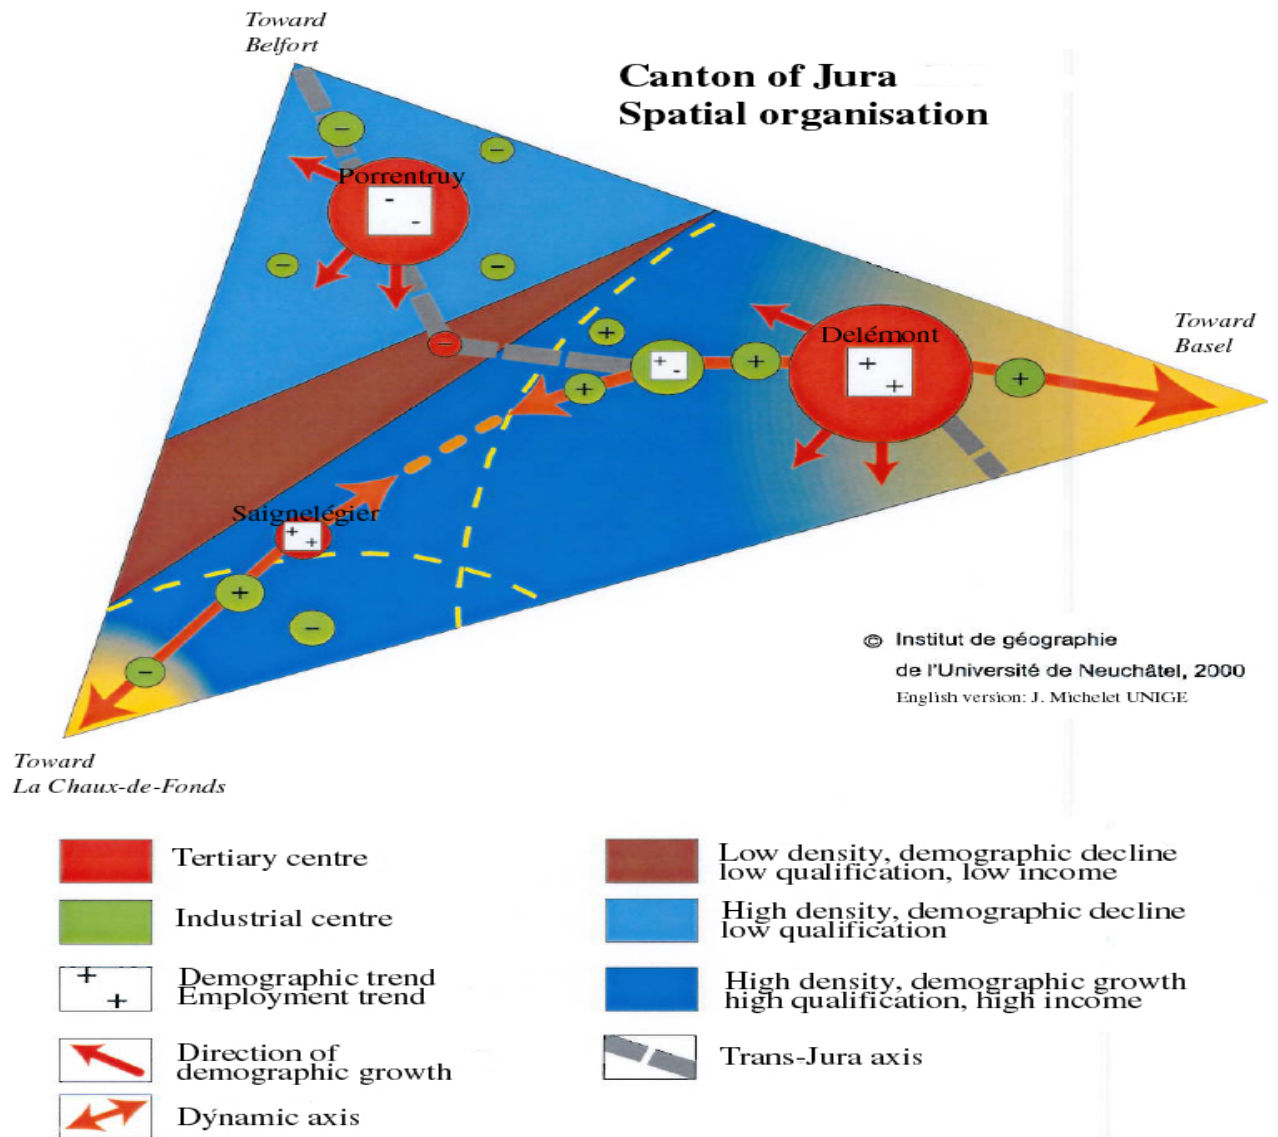 Toward
Belfort
Canton of Jura
Spatial organisation
−
−
Porrentruy
-
-
−
−
Toward
Basel
+
−
Delémont
+
-
+
+
+
+
+
Saignelégier
+
+
+
−
−
© Institut de géographie
de l'Université de Neuchâtel, 2000
English version: J. Michelet UNIGE
Toward
La Chaux-de-Fonds
Tertiary centre
Low density, demographic decline
low qualification, low income
Industrial centre
High density, demographic decline
low qualification
+
+
Demographic trend
Employment trend
High density, demographic growth
high qualification, high income
Direction of
demographic growth
Trans-Jura axis
Dýnamic axis